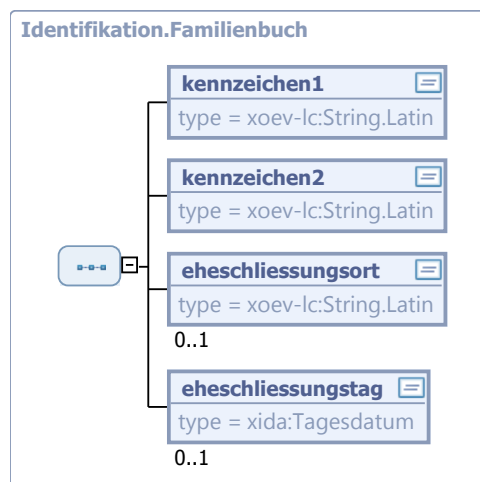 Identifikation.Familienbuch
kennzeichen1
type = xoev-lc:String.Latin
kennzeichen2
type = xoev-lc:String.Latin
eheschliessungsort
type = xoev-lc:String.Latin
0..1
eheschliessungstag
type = xida:Tagesdatum
0..1